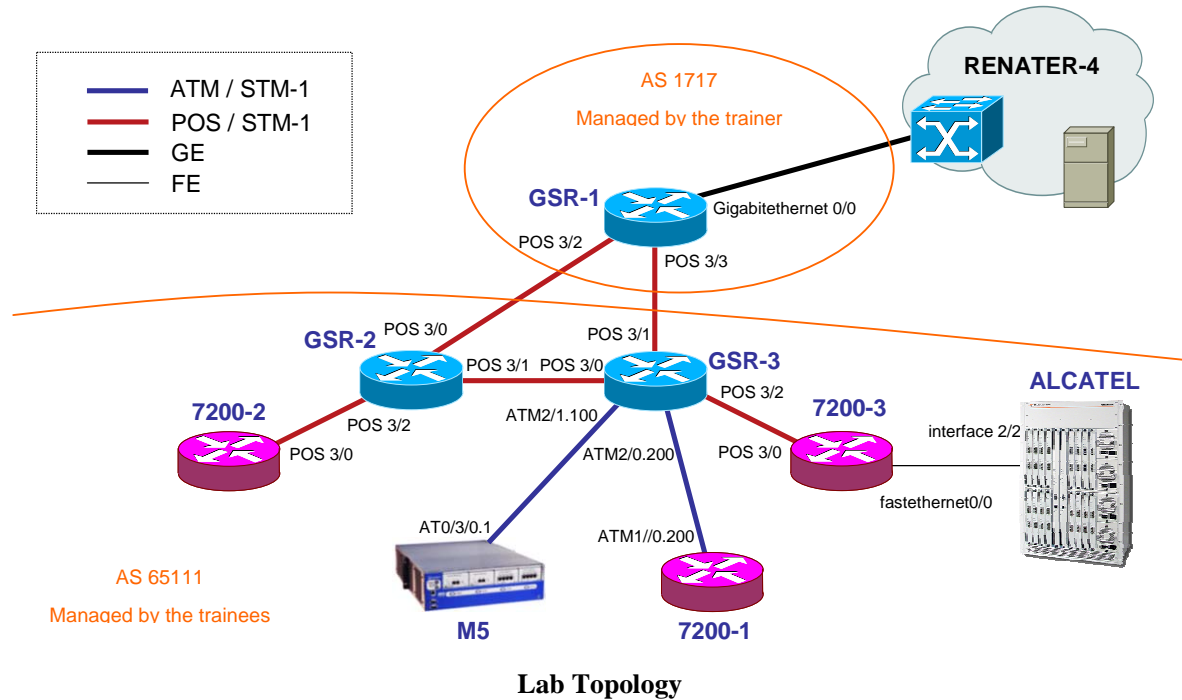 ATM / STM-1
POS / STM-1
GE
FE
AS 1717
Managed by the trainer
RENATER-4
GSR-1
Gigabitethernet 0/0
POS 3/2
POS 3/3
POS 3/0
POS 3/1
GSR-2
GSR-3
POS 3/1
POS 3/0
POS 3/2
ALCATEL
7200-2
POS 3/2
ATM2/1.100
7200-3
interface 2/2
POS 3/0
ATM2/0.200
POS 3/0
fastethernet0/0
AT0/3/0.1
ATM1//0.200
AS 65111
Managed by the trainees
M5
7200-1
Lab Topology